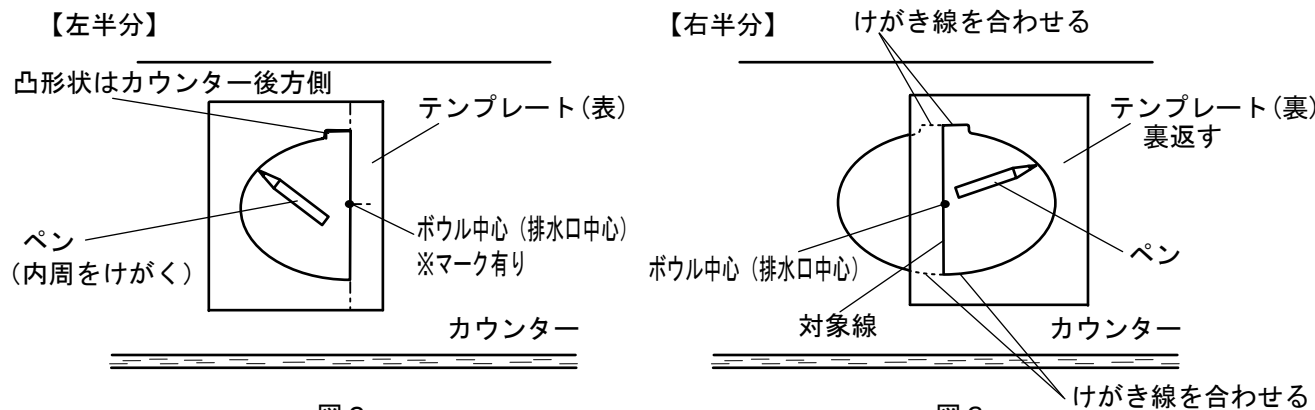 【左半分】
凸形状はカウンター後方側
テンプレート(表)
ペン
(内周をけがく)
ボウル中心(排水口中心)
※マーク有り
カウンター
【右半分】
けがき線を合わせる
テンプレート(裏)
裏返す
ボウル中心(排水口中心)
ペン
対象線
カウンター
けがき線を合わせる